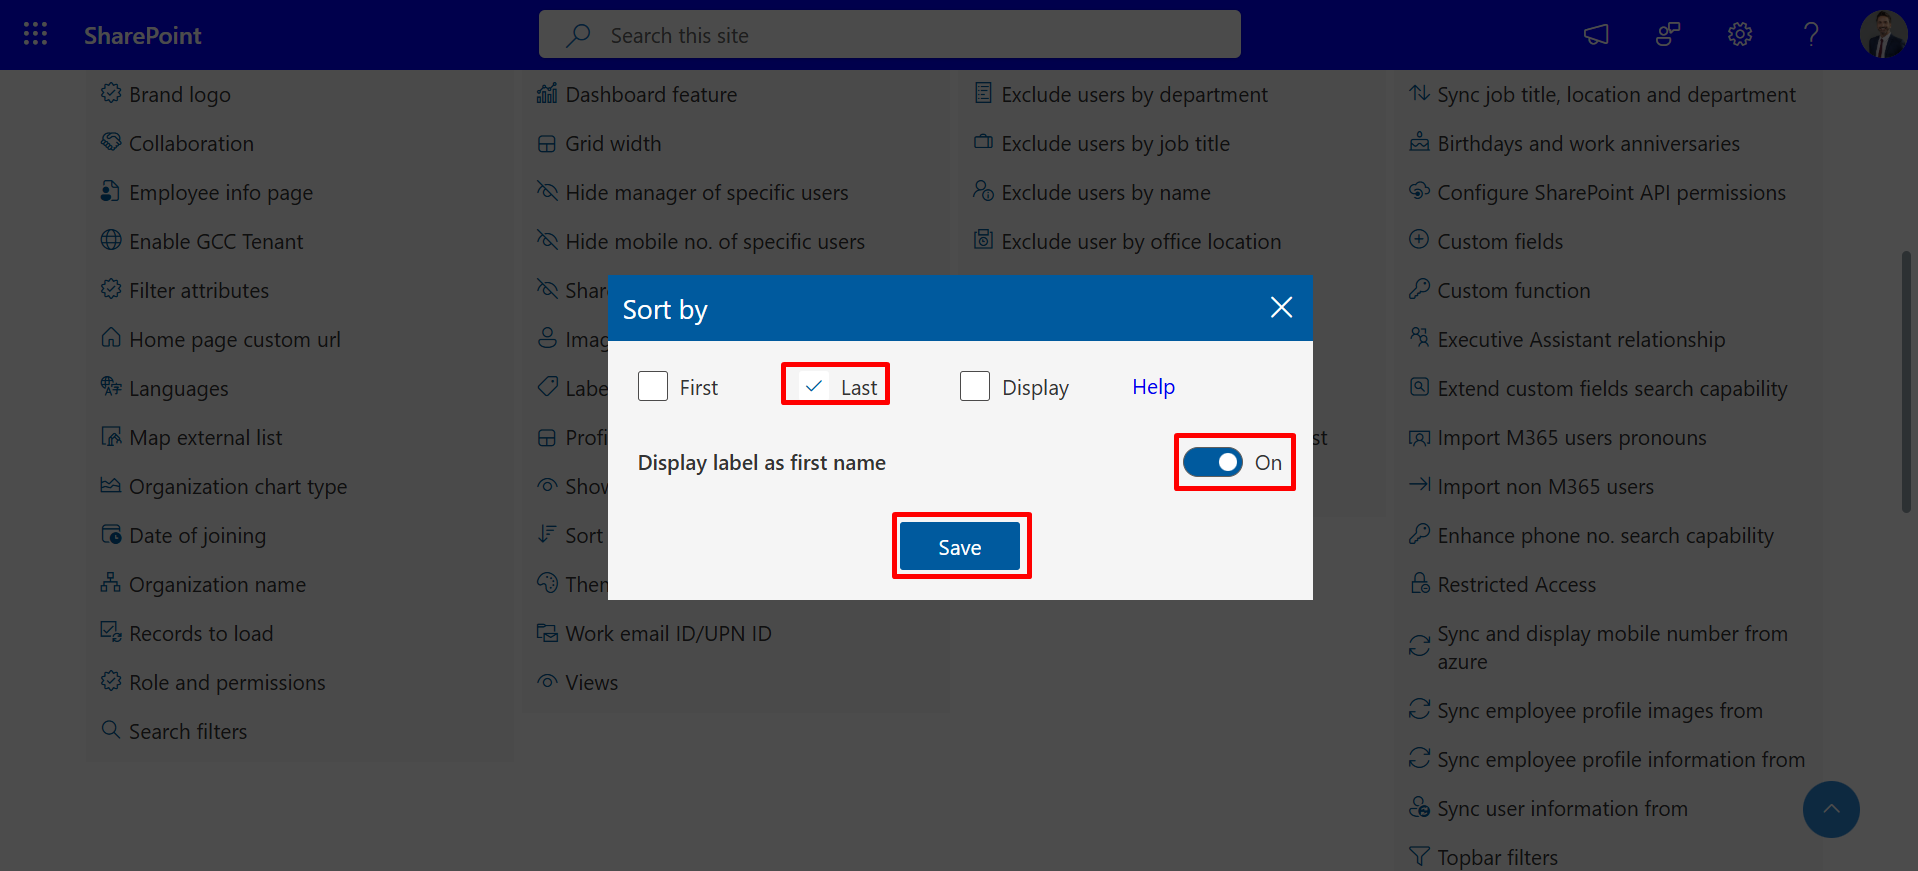 SharePoint
Search this site
Brand logo
Collaboration
Employee info page
Enable GCC Tenant
Filter attributes
Home page custom url
Languages
Map external list
Organization chart type
Date of joining
Organization name
Records to load
Role and permissions
Search filters
Dashboard feature
Grid width
Hide manager of specific users
Hide mobile no. of specific users
Sort
Work email ID/UPN ID
Views
Exclude users by department
Exclude users by job title
Exclude users by name
Exclude user by office location
Sort by
First
Last
Display
Help
Display label as first name
On
Save
Sync job title, location and department
Birthdays and work anniversaries
Configure SharePoint API permissions
Custom fields
Custom function
Executive Assistant relationship
Extend custom fields search capability
Import M365 users pronouns
Import non M365 users
Enhance phone no. search capability
Restricted Access
Sync and display mobile number from
azure
Sync employee profile images from
Sync employee profile information from
Sync user information from
Topbar filters